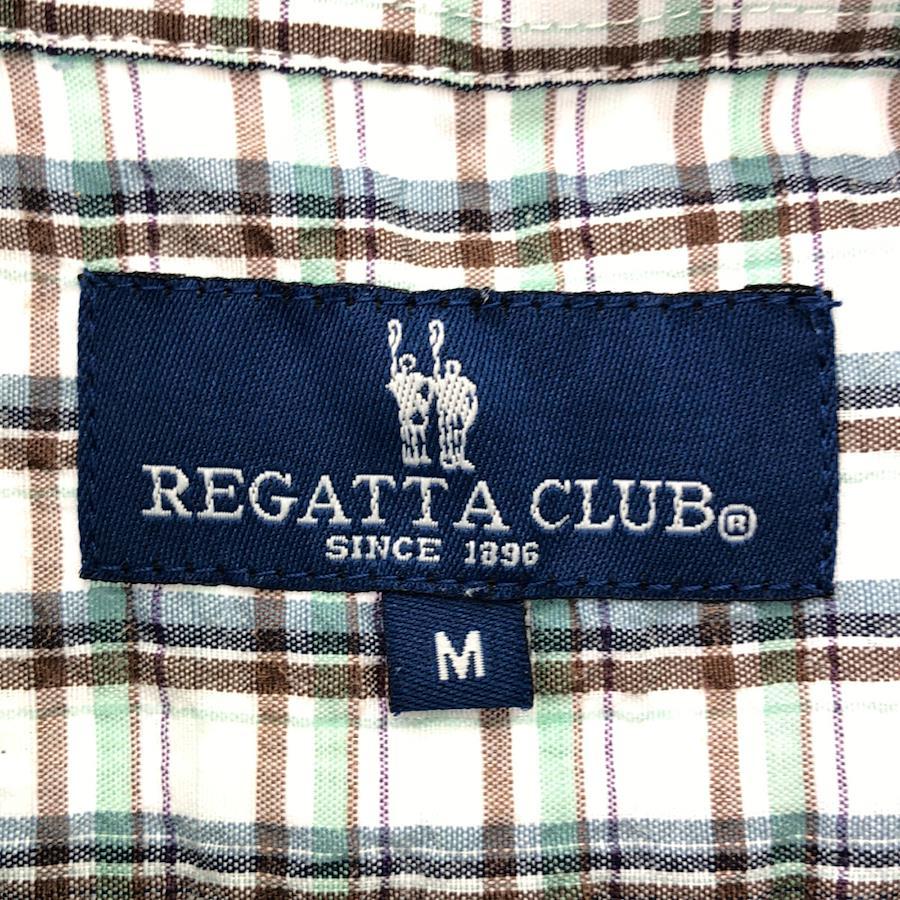 REGATTA CLUB®
SINCE 1896
M